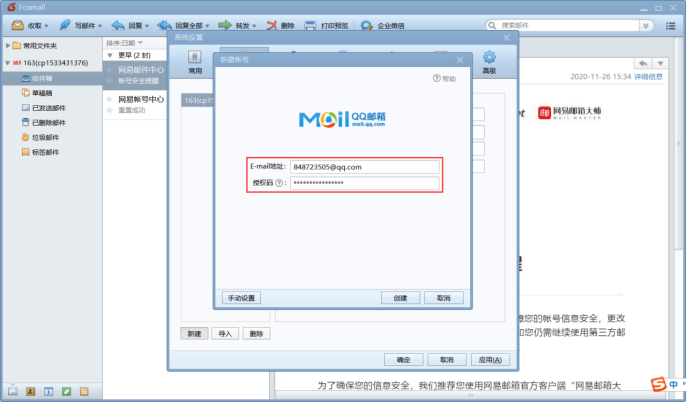 Foxmail
收取 写邮件 回复 回复全部 转发 删除 打印预览 企业微信 搜索邮件
常用文件夹
163(cp1533431376)
收件箱
草稿箱
已发送邮件
已删除邮件
垃圾邮件
标签邮件
排序:日期
更早 (2 封)
网易邮件中心
帐号安全提醒
网易帐号中心
重置成功
系统设置
常用
高级
163(cp1
新建帐号
帮助
Mail QQ邮箱
mail.qq.com
E-mail地址: 848723505@qq.com
授权码 ? : ****************
手动设置 创建 取消
新建 导入 删除
确定 取消 应用(A)
2020-11-26 15:34 详细信息
网易邮箱大师
MAIL MASTER
您的帐号信息安全，更改
如您仍需继续使用第三方邮
为了确保您的信息安全，我们推荐您使用网易邮箱官方客户端“网易邮箱大
中